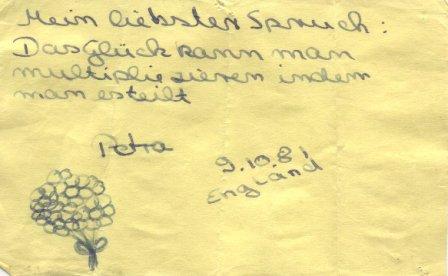 Mein liebster Spruch:
Das Glück kann man
multiplizieren indem
man es teilt
Petra
9.10.81
England